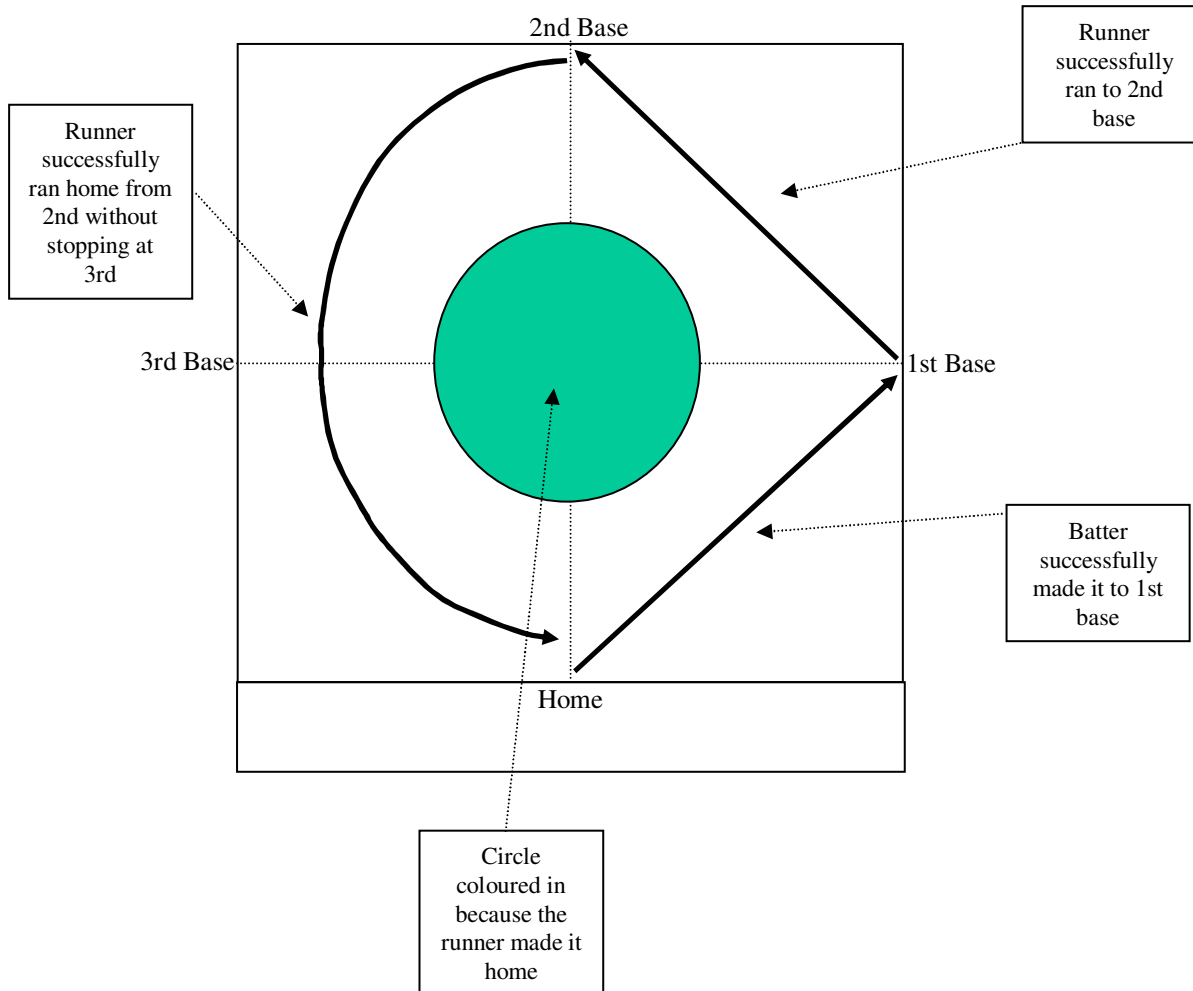 2nd Base
Runner
successfully
ran to 2nd
base
Runner
successfully
ran home from
2nd without
stopping at
3rd
3rd Base
1st Base
Batter
successfully
made it to 1st
base
Home
Circle
coloured in
because the
runner made it
home